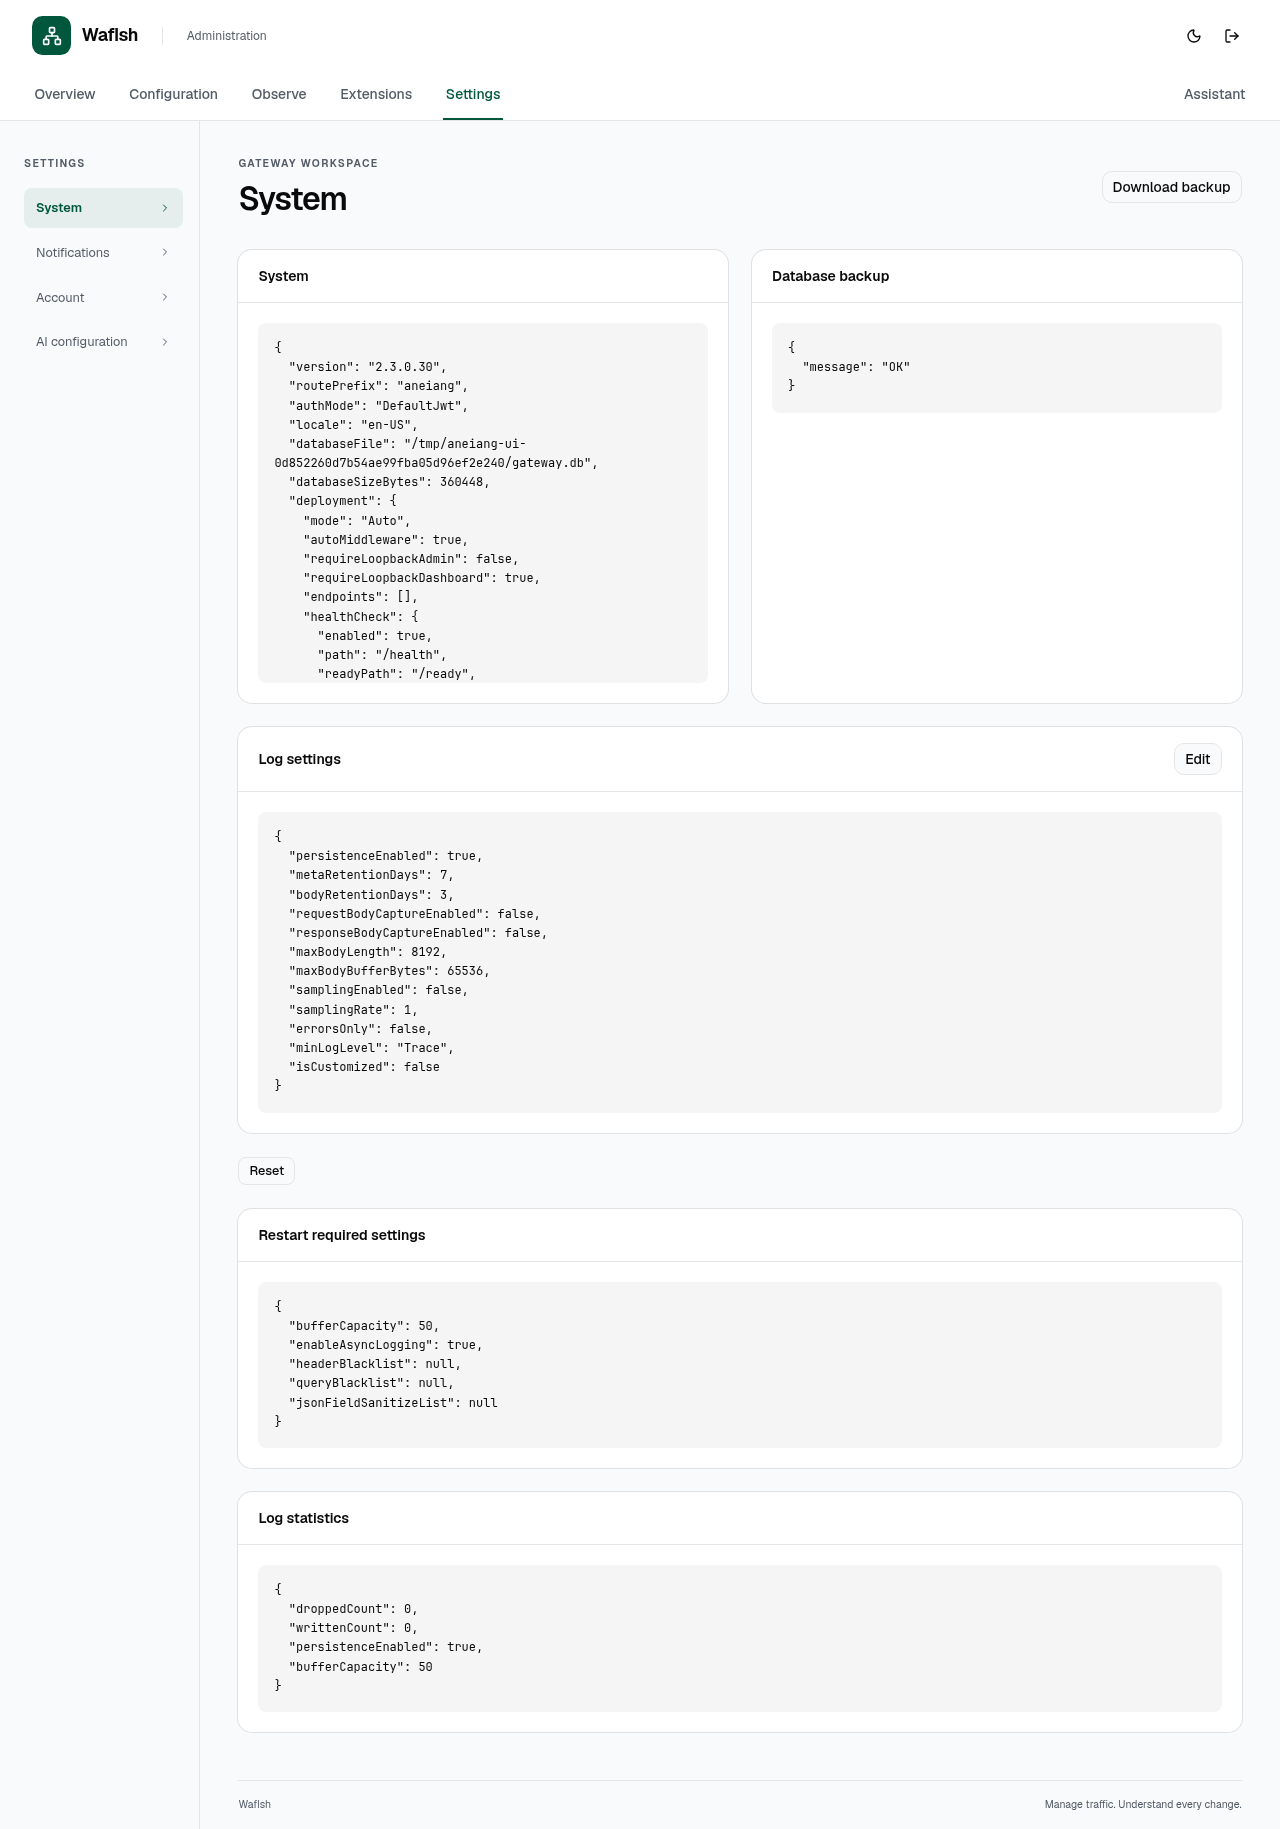 Wafish
Administration
Overview
Configuration
Observe
Extensions
Settings
Assistant
SETTINGS
System
Notifications
Account
AI configuration
GATEWAY WORKSPACE
System
Download backup
System
{
  "version": "2.3.0.30",
  "routePrefix": "aneiang",
  "authMode": "DefaultJwt",
  "locale": "en-US",
  "databaseFile": "/tmp/aneiang-ui-
0d852260d7b54ae99fba05d96ef2e240/gateway.db",
  "databaseSizeBytes": 360448,
  "deployment": {
    "mode": "Auto",
    "autoMiddleware": true,
    "requireLoopbackAdmin": false,
    "requireLoopbackDashboard": true,
    "endpoints": [],
    "healthCheck": {
      "enabled": true,
      "path": "/health",
      "readyPath": "/ready",
Database backup
{
  "message": "OK"
}
Log settings
Edit
{
  "persistenceEnabled": true,
  "metaRetentionDays": 7,
  "bodyRetentionDays": 3,
  "requestBodyCaptureEnabled": false,
  "responseBodyCaptureEnabled": false,
  "maxBodyLength": 8192,
  "maxBodyBufferBytes": 65536,
  "samplingEnabled": false,
  "samplingRate": 1,
  "errorsOnly": false,
  "minLogLevel": "Trace",
  "isCustomized": false
}
Reset
Restart required settings
{
  "bufferCapacity": 50,
  "enableAsyncLogging": true,
  "headerBlacklist": null,
  "queryBlacklist": null,
  "jsonFieldSanitizeList": null
}
Log statistics
{
  "droppedCount": 0,
  "writtenCount": 0,
  "persistenceEnabled": true,
  "bufferCapacity": 50
}
Wafish
Manage traffic. Understand every change.